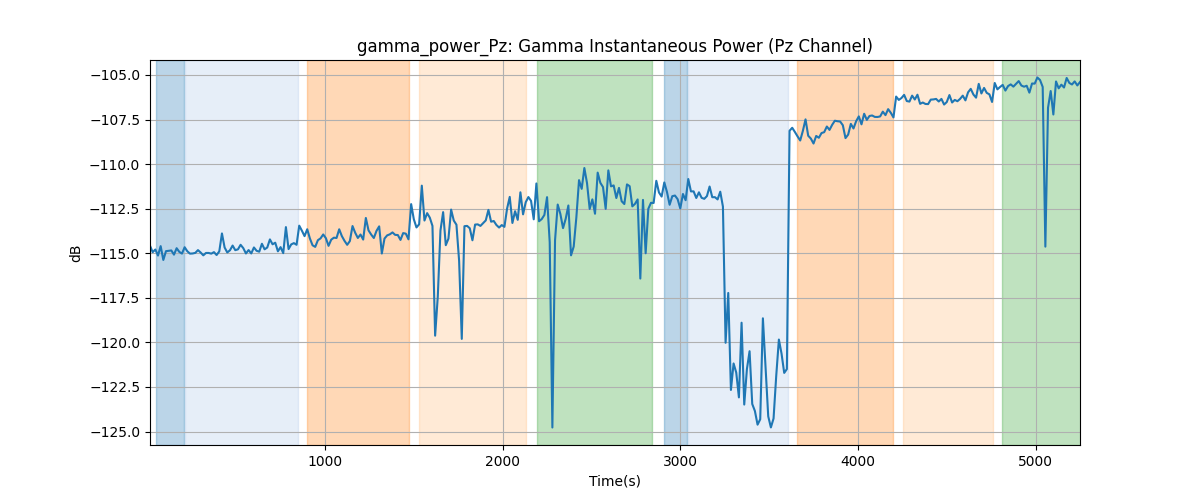 gamma_power_Pz: Gamma Instantaneous Power (Pz Channel)
−105.0
−107.5
−110.0
−112.5
−115.0
−117.5
−120.0
−122.5
−125.0
dB
1000 2000 3000 4000 5000
Time(s)